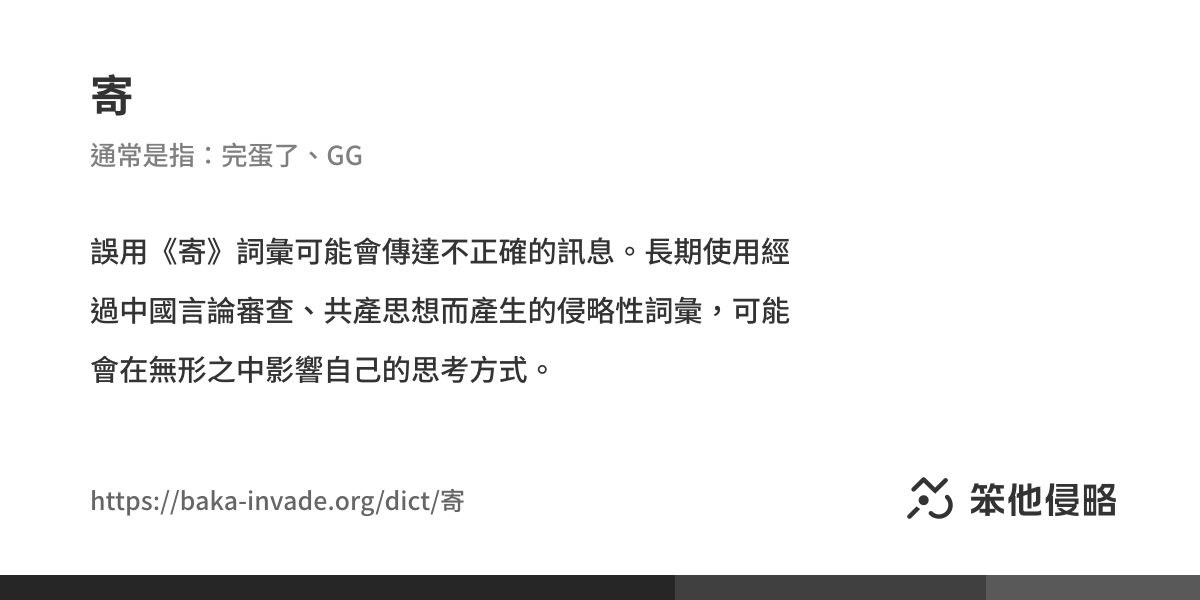 寄
通常是指：完蛋了、GG
誤用《寄》詞彙可能會傳達不正確的訊息。長期使用經
過中國言論審查、共產思想而產生的侵略性詞彙，可能
會在無形之中影響自己的思考方式。
https://baka-invade.org/dict/寄
笨他侵略